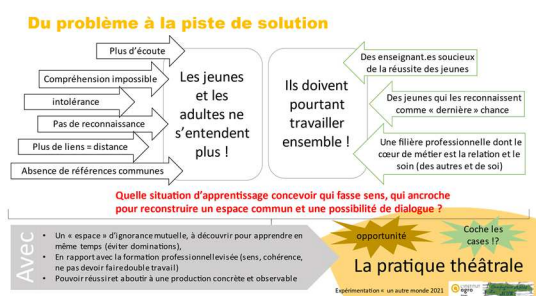 Du problème à la piste de solution
Plus d'écoute
Compréhension impossible
intolérance
Pas de reconnaissance
Plus de liens = distance
Absence de références communes
Les jeunes
et les
adultes ne
s'entendent
plus !
Ils doivent
pourtant
travailler
ensemble !
Des enseignant.es soucieux
de la réussite des jeunes
Des jeunes qui les reconnaissent
comme « dernière » chance
Une filière professionnelle dont le
cœur de métier est la relation et le
soin (des autres et de soi)
Quelle situation d'apprentissage concevoir qui fasse sens, qui accroche
pour reconstruire un espace commun et une possibilité de dialogue ?
Avec
• Un « espace » d'ignorance mutuelle, à découvrir pour apprendre en
même temps (éviter dominations),
• En rapport avec la formation professionnelle visée (sens, cohérence,
ne pas devoir faire double travail)
• Pouvoir réussir et aboutir à une production concrète et observable
opportunité
Coche les
cases !?
La pratique théâtrale
Expérimentation « un autre monde 2021
agro